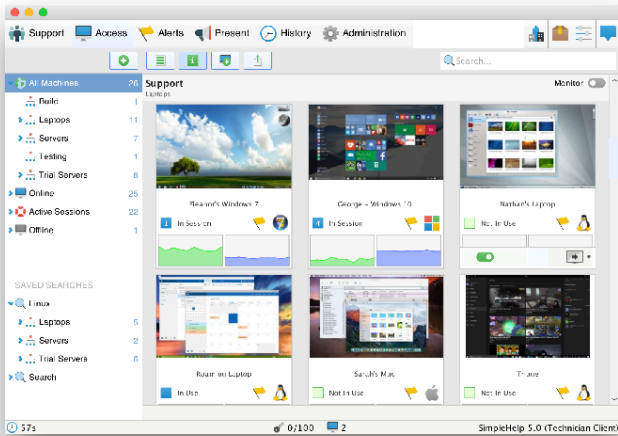 Support Access Alerts Present History Administration
Search...
All Machines 26
Build 1
Laptops 11
Servers 7
Testing 1
Trial Servers 6
Online 25
Active Sessions 22
Offline 1
SAVED SEARCHES
Linux
Laptops 5
Servers 2
Trial Servers 6
Search
Support
Laptops
Monitor
Eleanor's Windows 7
1 In Session
George - Windows 10
4 In Session
Nathan's Laptop
Not In Use
Roaming Laptop
In Use
Sarah's Mac
Not In Use
Not In Use
57s
0/100
2
SimpleHelp 5.0 (Technician Client)